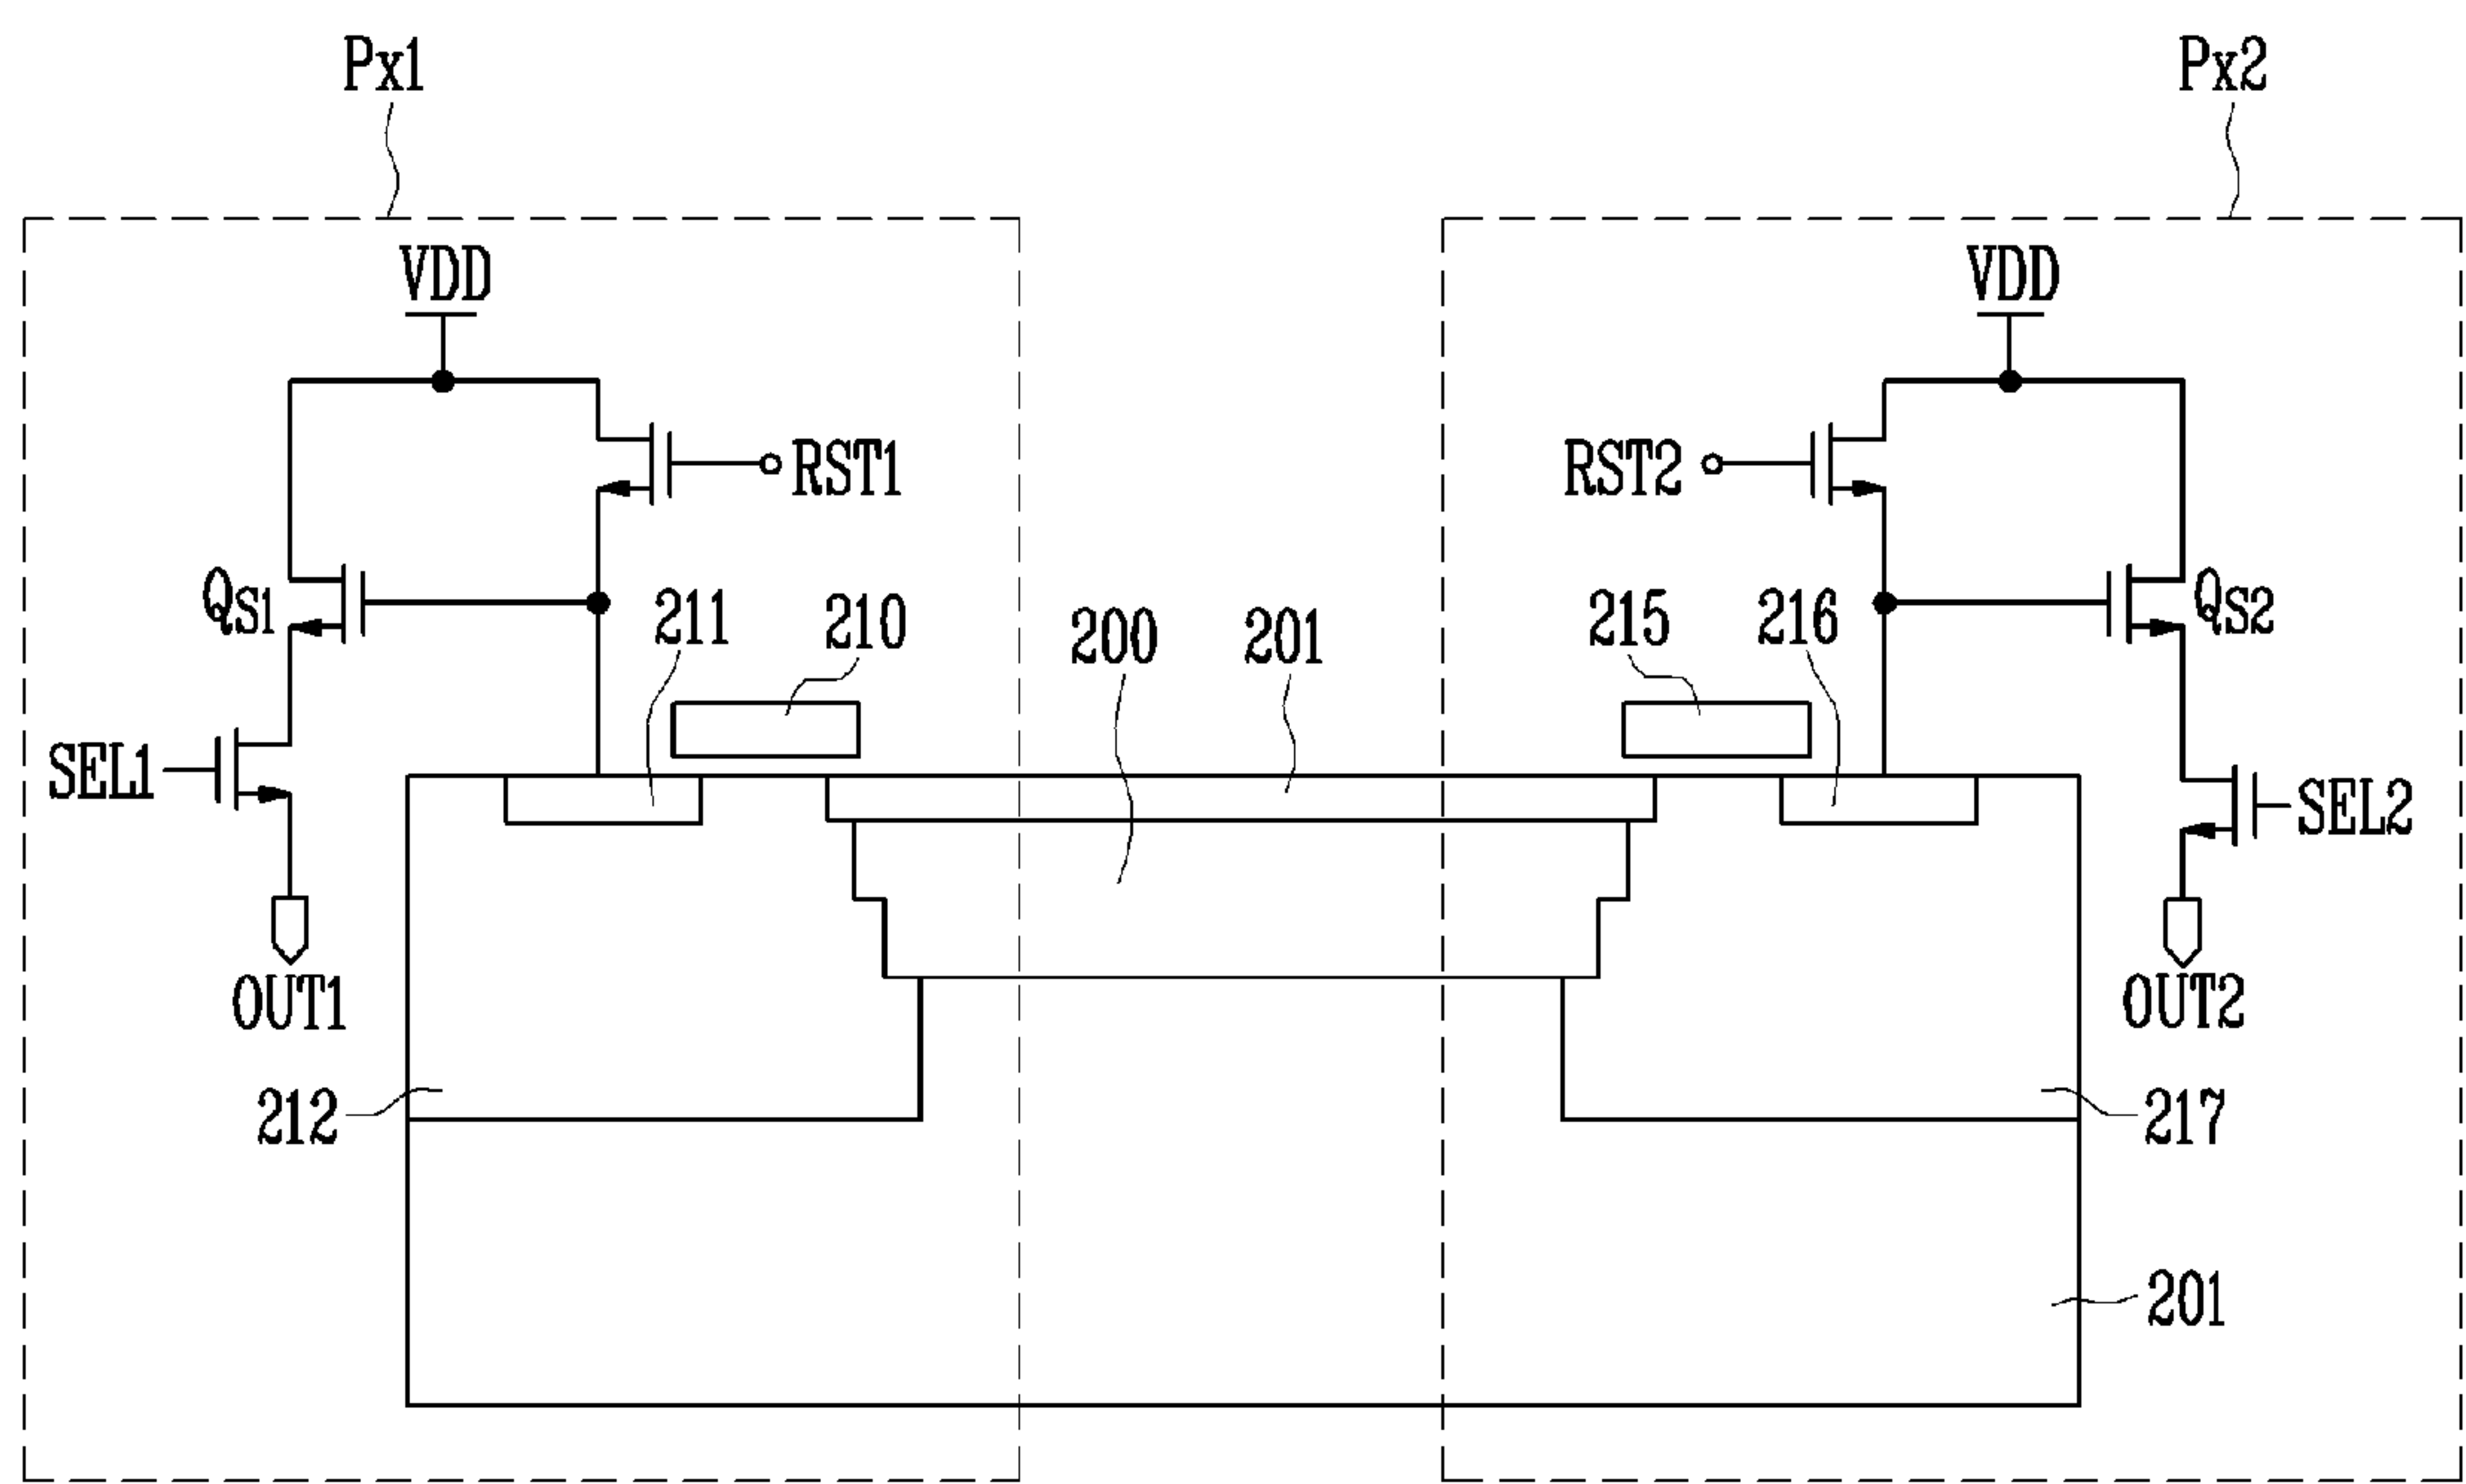 Px1
Px2
VDD
VDD
RST1
RST2
QS1
211
210
200
201
215
216
QS2
SEL1
SEL2
OUT1
OUT2
212
217
201